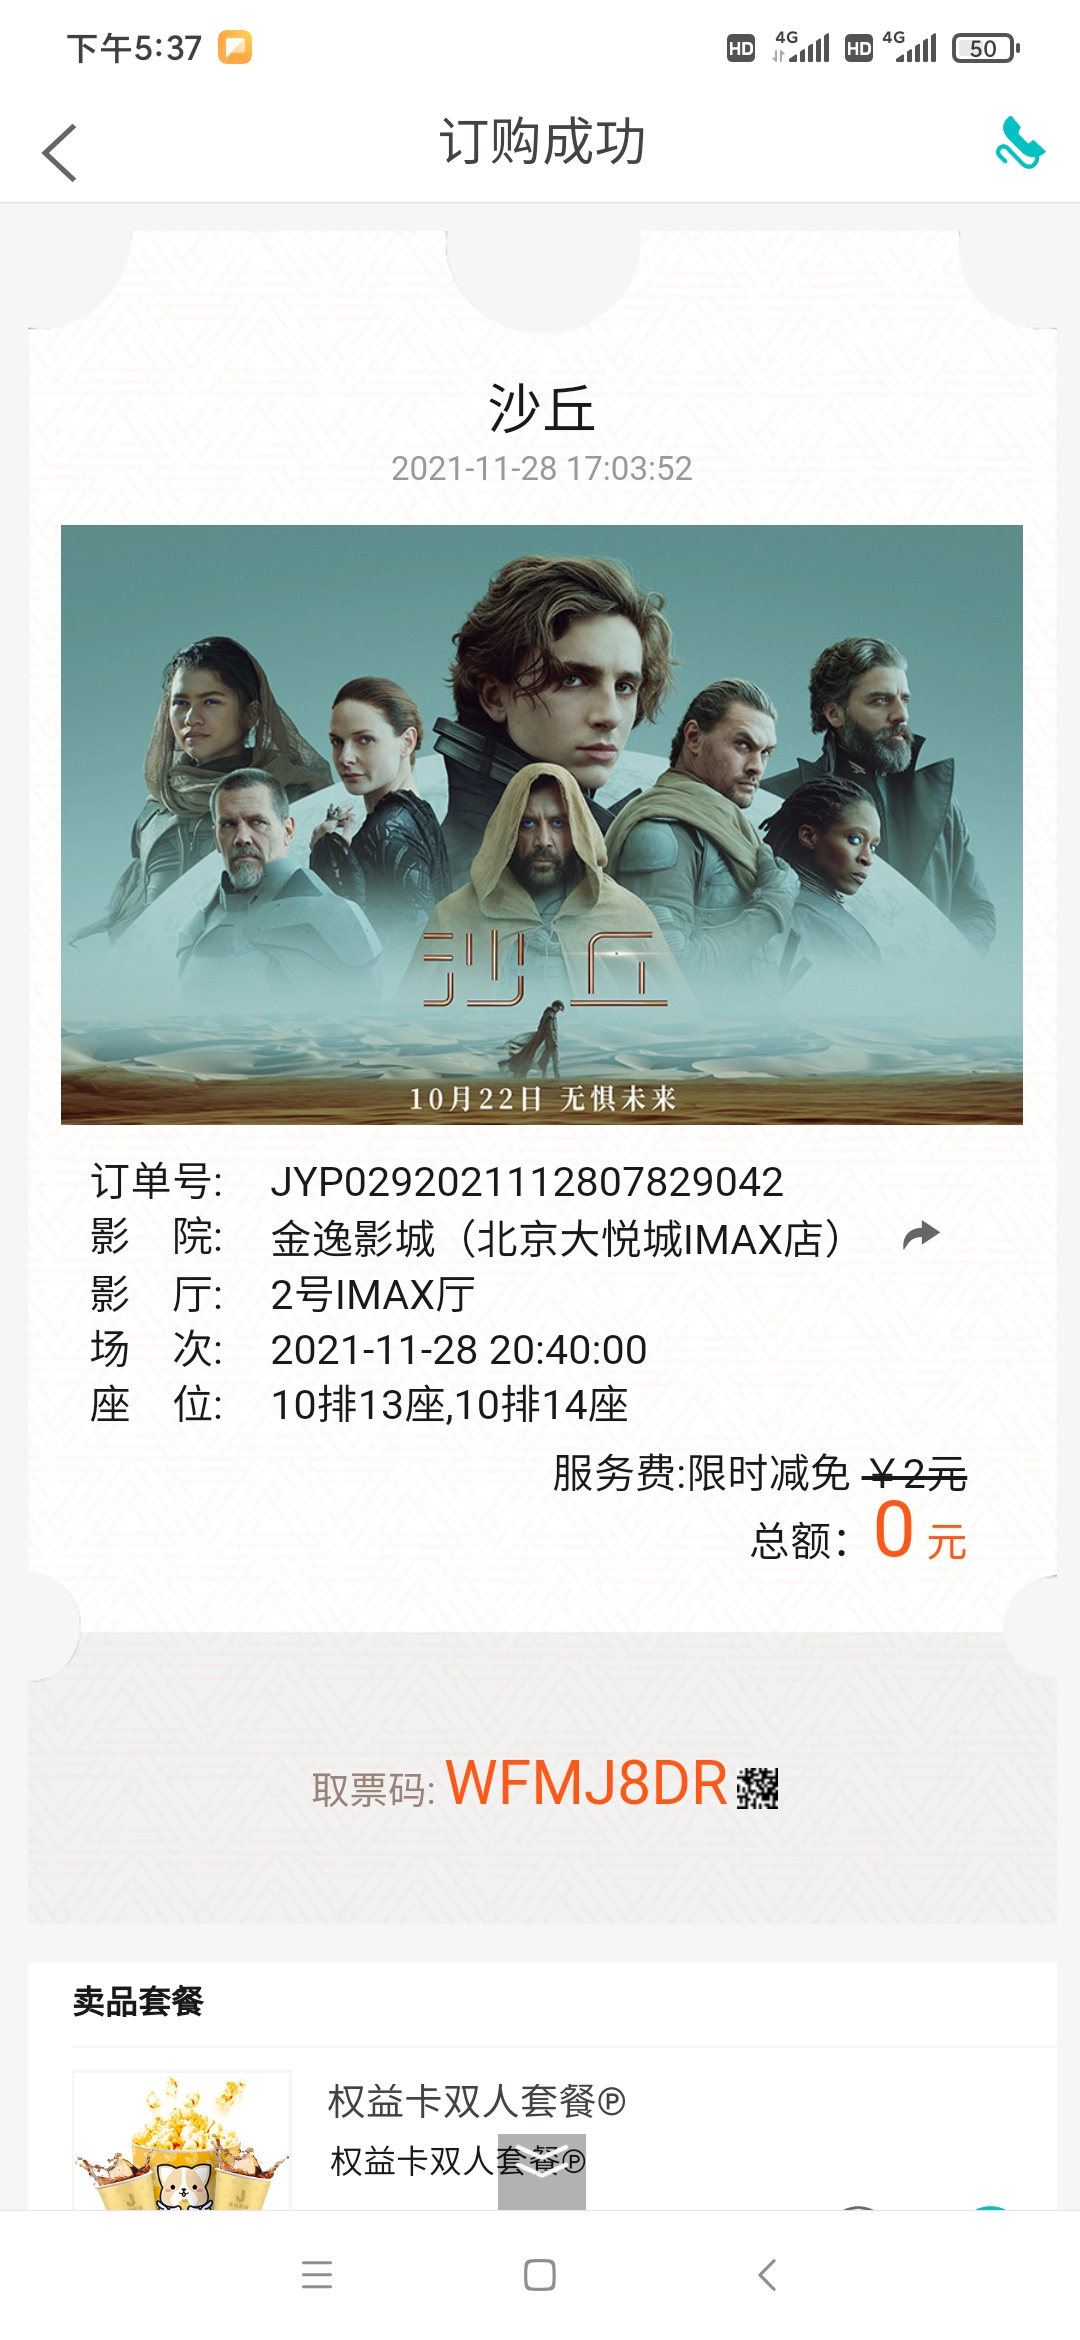 下午5:37
HD 4G HD 4G 50
订购成功
沙丘
2021-11-28 17:03:52
沙丘
10月22日 无惧未来
订单号: JYP0292021112807829042
影 院: 金逸影城（北京大悦城IMAX店）
影 厅: 2号IMAX厅
场 次: 2021-11-28 20:40:00
座 位: 10排13座,10排14座
服务费:限时减免 ￥2元
总额：0 元
取票码: WFMJ8DR
卖品套餐
权益卡双人套餐℗
权益卡双人套餐℗